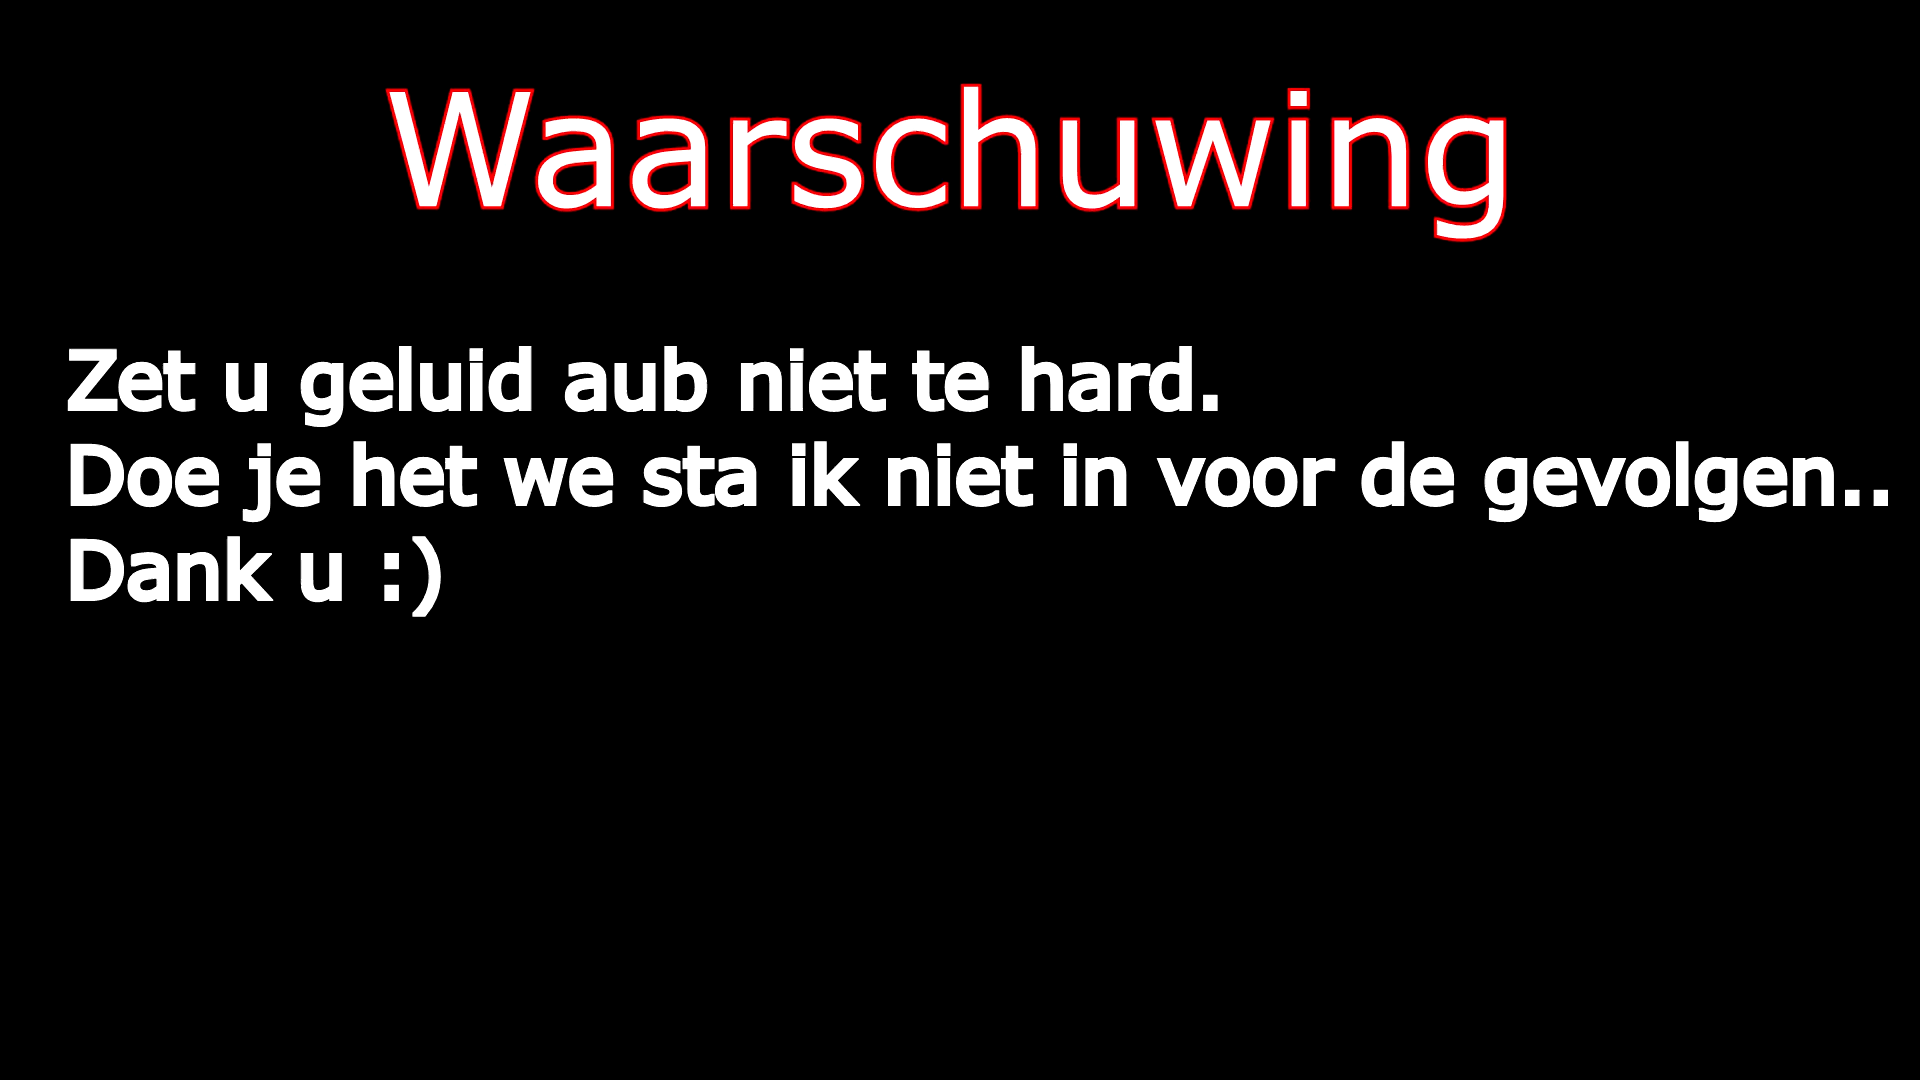 Waarschuwing
Zet u geluid aub niet te hard.
Doe je het we sta ik niet in voor de gevolgen..
Dank u :)